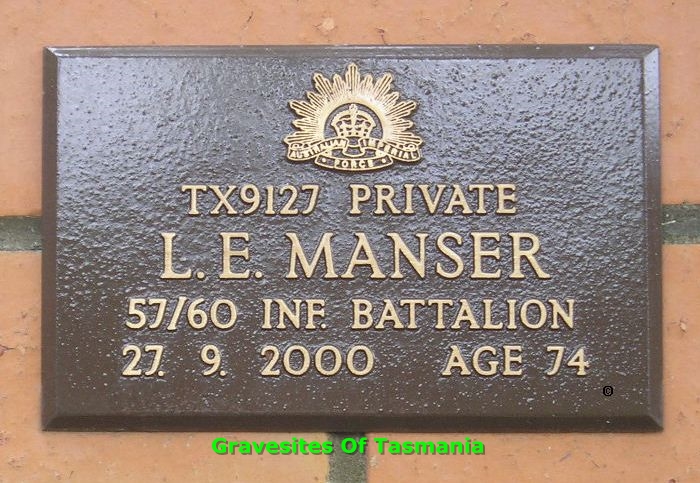 AUSTRALIAN IMPERIAL
FORCE
TX9127 PRIVATE
L. E. MANSER
57/60 INF. BATTALION
27. 9. 2000 AGE 74
©
Gravesites Of Tasmania